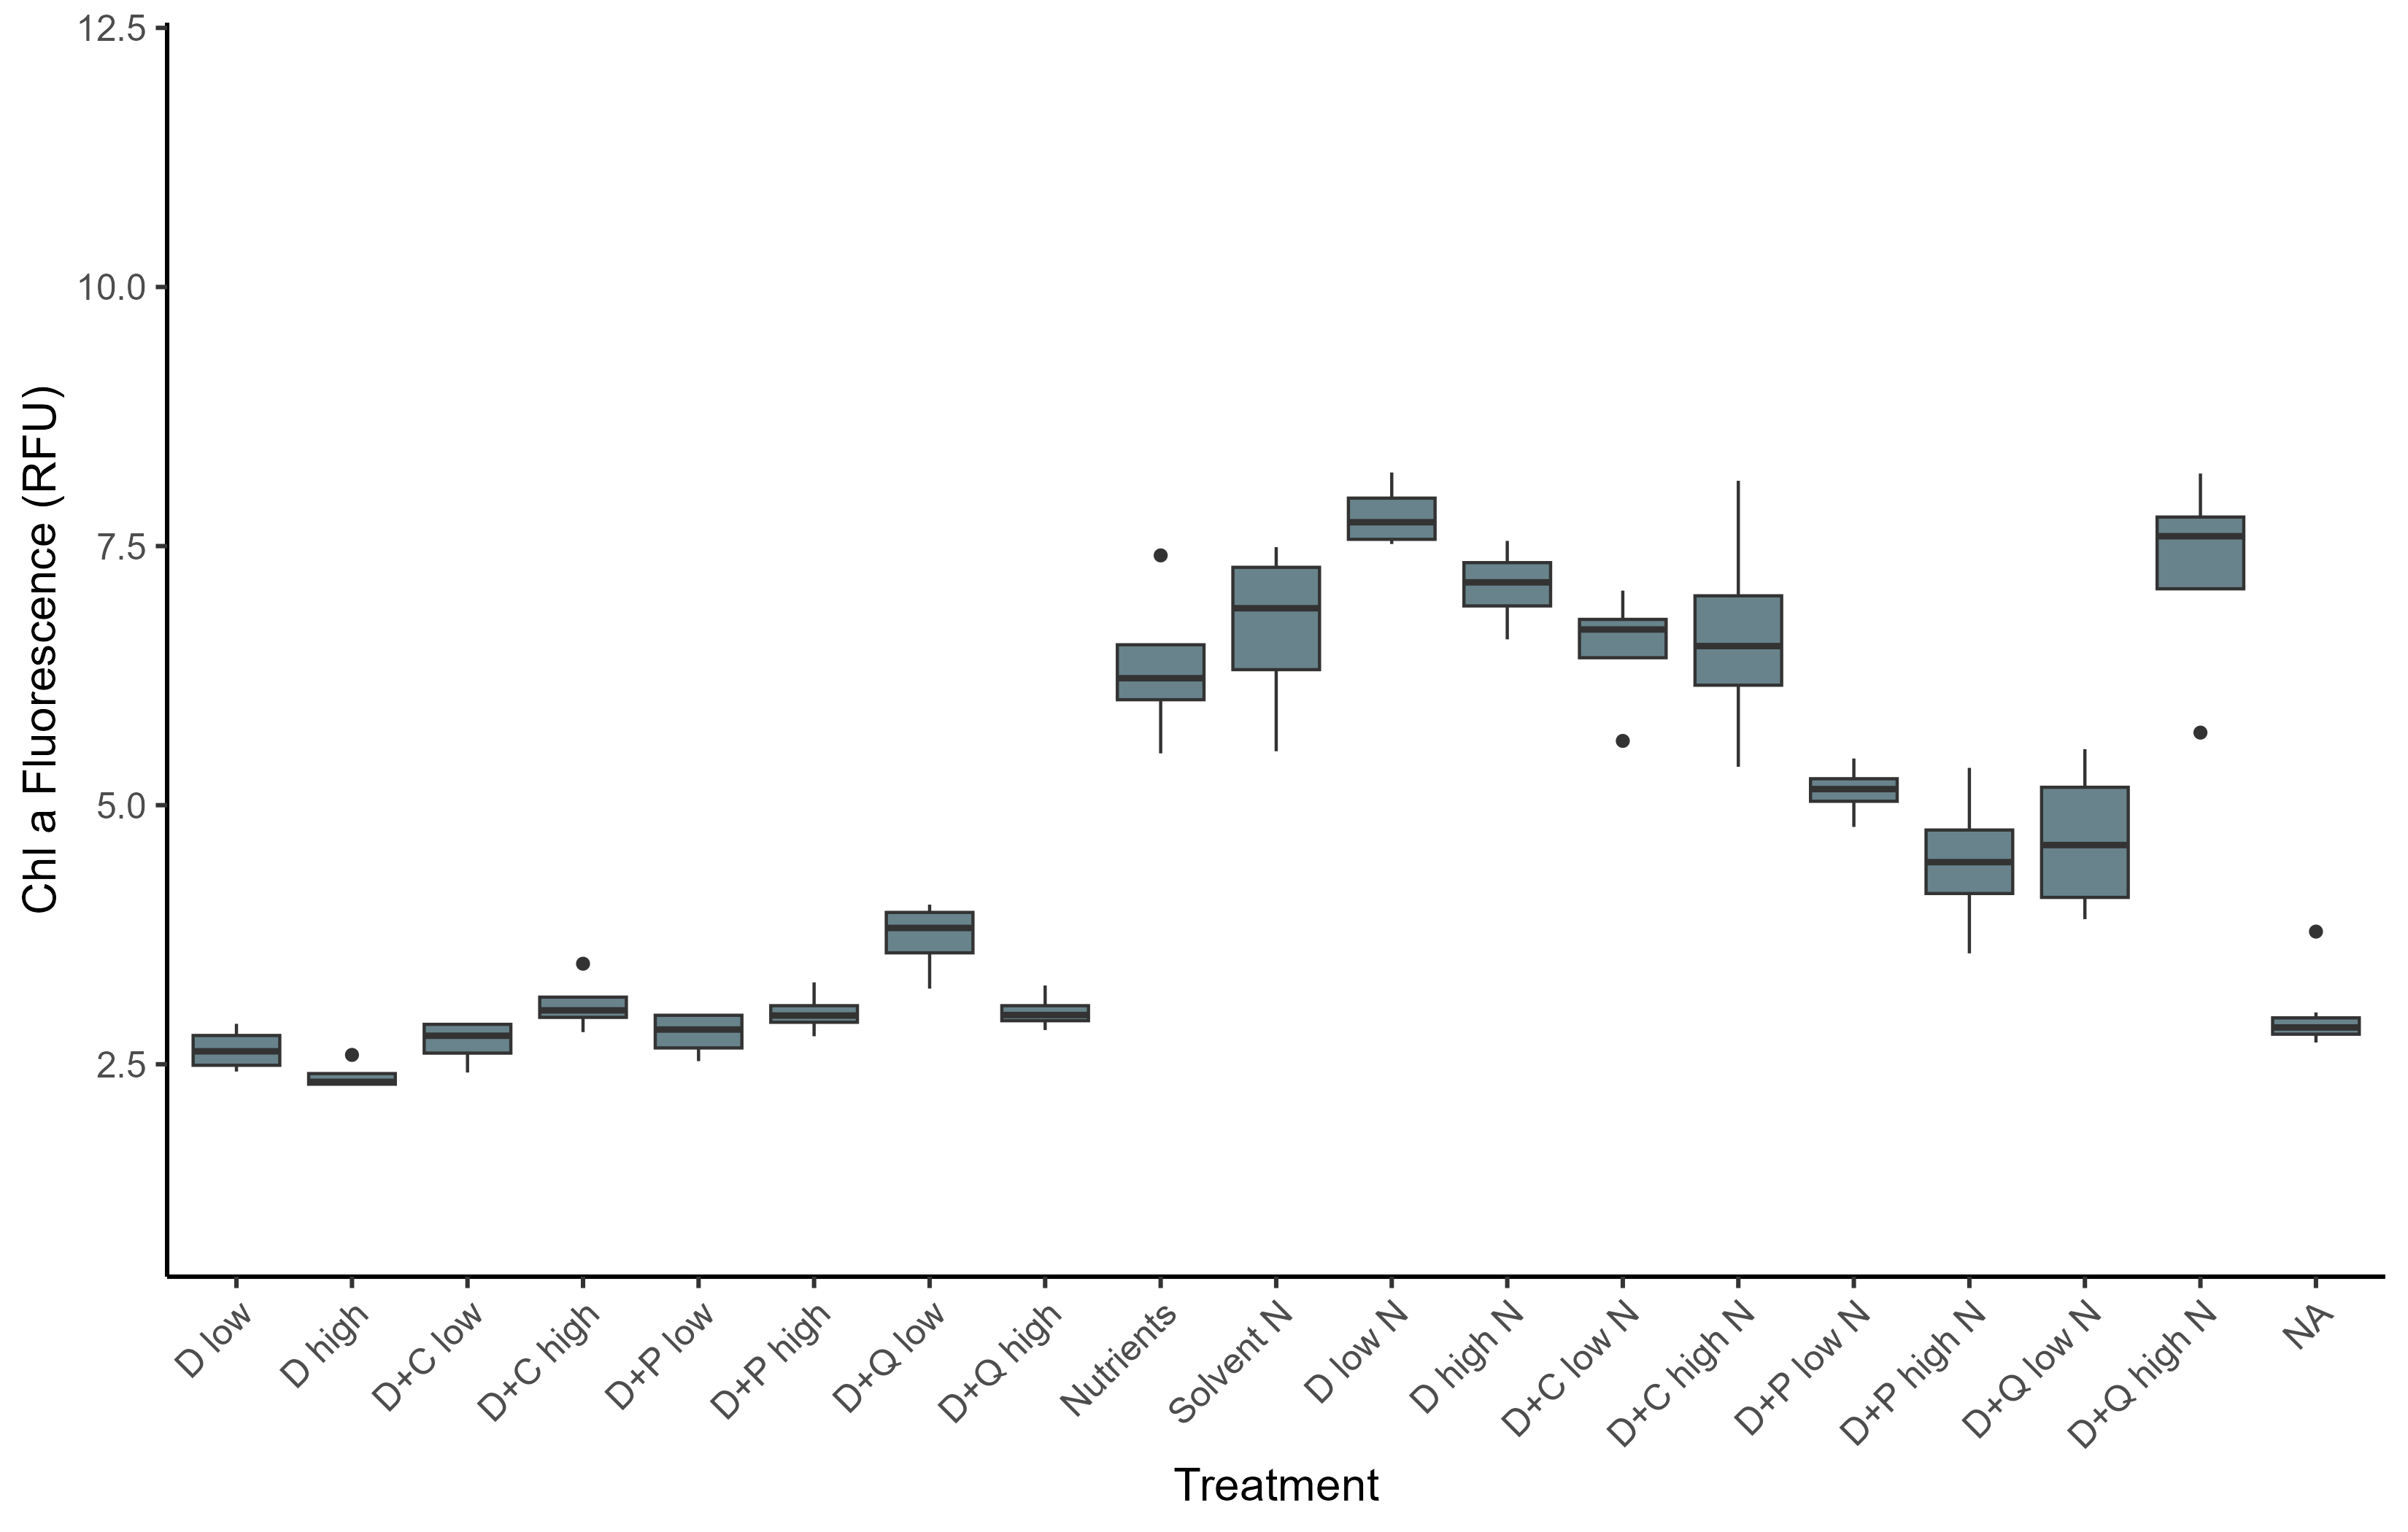 12.5
10.0
7.5
5.0
2.5
Chl a Fluorescence (RFU)
D low
D high
D+C low
D+C high
D+P low
D+P high
D+Q low
D+Q high
Nutrients
Solvent N
D low N
D high N
D+C low N
D+C high N
D+P low N
D+P high N
D+Q low N
D+Q high N
NA
Treatment